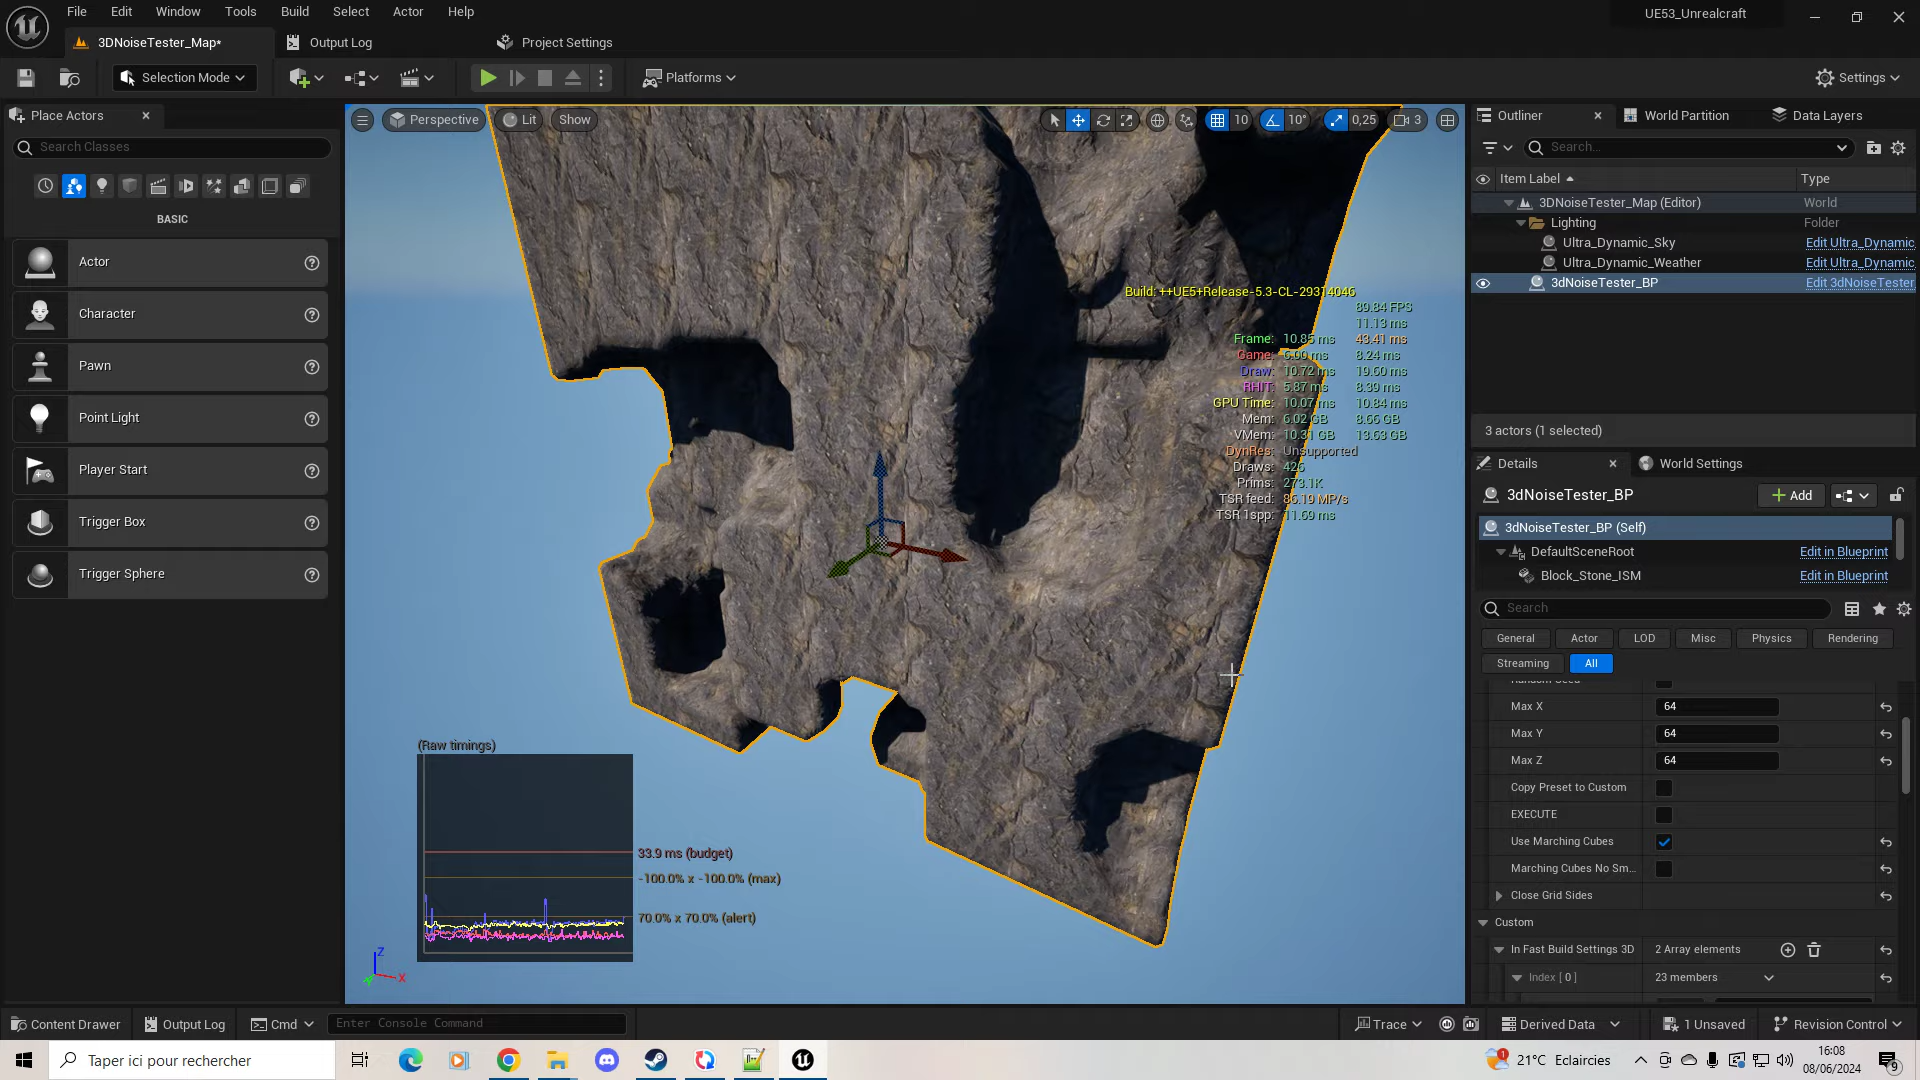 File Edit Window Tools Build Select Actor Help
UE53_Unrealcraft
3DNoiseTester_Map*
Output Log
Project Settings
Selection Mode
Platforms
Settings
Place Actors
Search Classes
BASIC
Actor
Character
Pawn
Point Light
Player Start
Trigger Box
Trigger Sphere
Perspective
Lit
Show
10
10°
0,25
3
Build: ++UE5+Release-5.3-CL-29314046
89.84 FPS
11.13 ms
Frame: 10.85 ms 43.41 ms
Game: 6.00 ms 8.24 ms
Draw: 10.72 ms 19.60 ms
RHIT: 5.87 ms 8.39 ms
GPU Time: 10.07 ms 10.84 ms
Mem: 6.02 GB 8.66 GB
VMem: 10.31 GB 13.63 GB
DynRes: Unsupported
Draws: 426
Prims: 273.1K
TSR feed: 86.19 MP/s
TSR 1spp: 11.69 ms
(Raw timings)
33.9 ms (budget)
-100.0% x -100.0% (max)
70.0% x 70.0% (alert)
Z
X
Y
Outliner
World Partition
Data Layers
Search...
Item Label
Type
3DNoiseTester_Map (Editor) World
Lighting Folder
Ultra_Dynamic_Sky Edit Ultra_Dynamic
Ultra_Dynamic_Weather Edit Ultra_Dynamic
3dNoiseTester_BP Edit 3dNoiseTester
3 actors (1 selected)
Details
World Settings
3dNoiseTester_BP
Add
3dNoiseTester_BP (Self)
DefaultSceneRoot Edit in Blueprint
Block_Stone_ISM Edit in Blueprint
Search
General Actor LOD Misc Physics Rendering
Streaming All
Random Seed
Max X 64
Max Y 64
Max Z 64
Copy Preset to Custom
EXECUTE
Use Marching Cubes
Marching Cubes No Sm...
Close Grid Sides
Custom
In Fast Build Settings 3D 2 Array elements
Index [ 0 ] 23 members
Content Drawer
Output Log
Cmd
Enter Console Command
Trace
Derived Data
1 Unsaved
Revision Control
Taper ici pour rechercher
1
21°C Eclaircies
16:08
08/06/2024
9